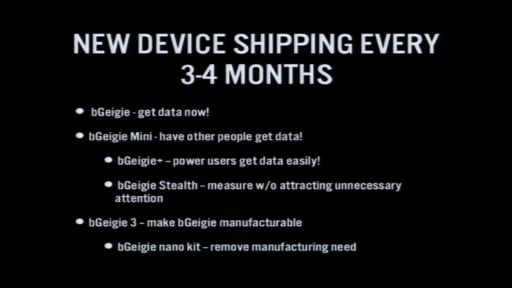 NEW DEVICE SHIPPING EVERY
3-4 MONTHS
bGeigie - get data now!
bGeigie Mini - have other people get data!
bGeigie+ – power users get data easily!
bGeigie Stealth – measure w/o attracting unnecessary
attention
bGeigie 3 – make bGeigie manufacturable
bGeigie nano kit – remove manufacturing need